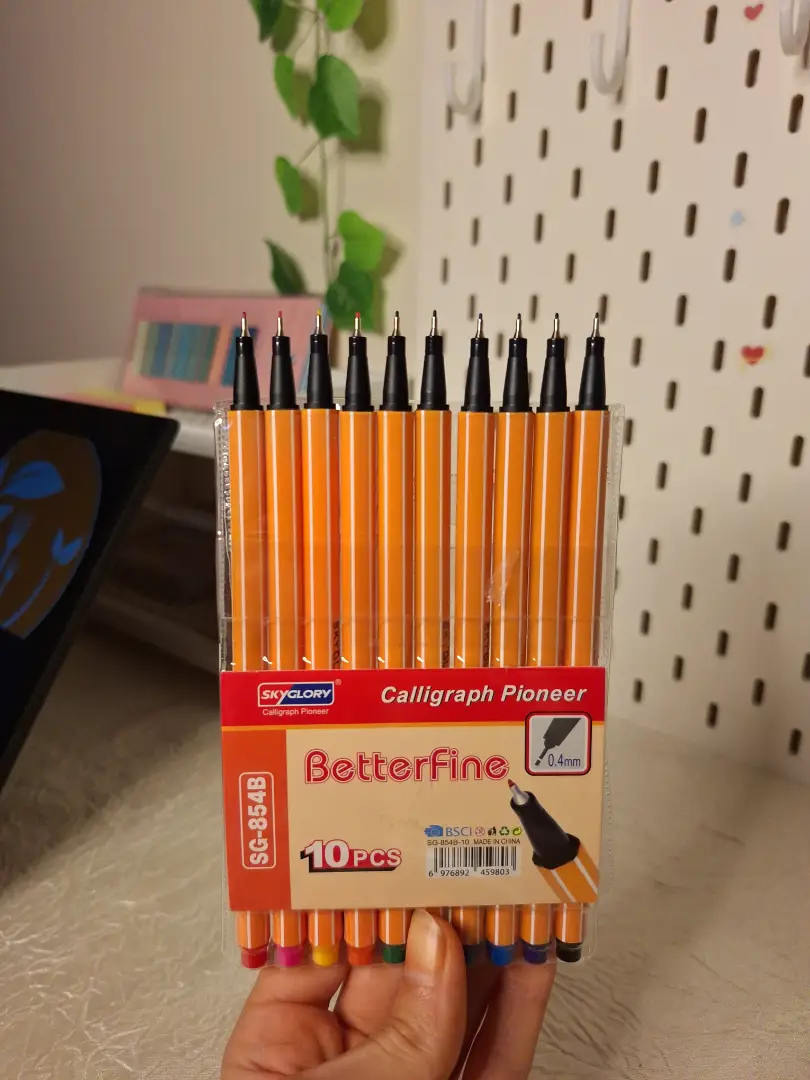 SKYGLORY®
Calligraph Pioneer
Calligraph Pioneer
BetterFine
0.4mm
SG-854B
10PCS
BSCI
SG-854B-10 MADE IN CHINA
6 976892 459803